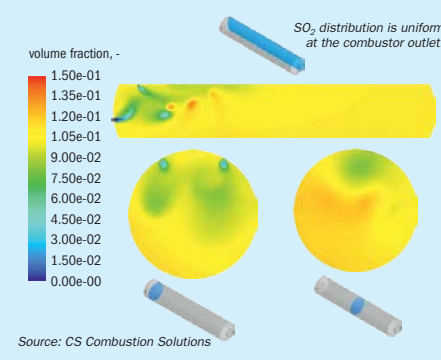 SO2 distribution is uniform
at the combustor outlet
volume fraction, -
1.50e-01
1.35e-01
1.20e-01
1.05e-01
9.00e-02
7.50e-02
6.00e-02
4.50e-02
3.00e-02
1.50e-02
0.00e-00
Source: CS Combustion Solutions